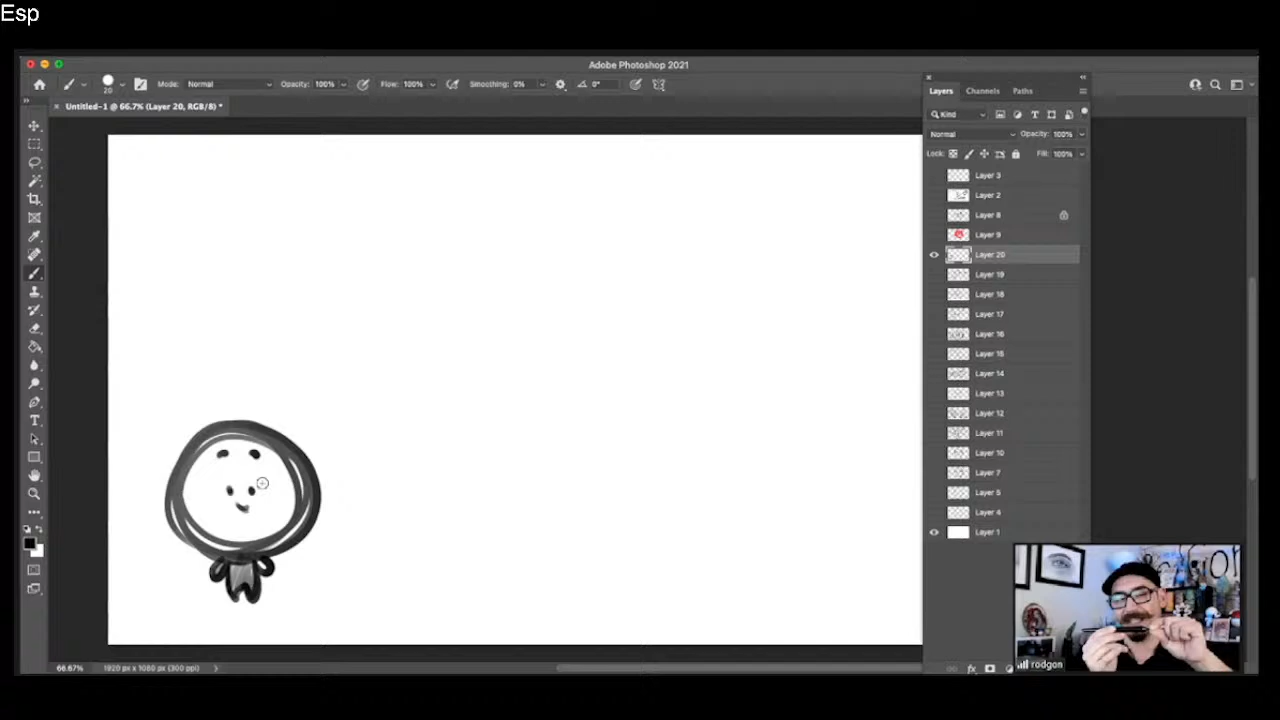 Esp
Adobe Photoshop 2021
20
Mode: Normal
Opacity: 100%
Flow: 100%
Smoothing: 0%
0°
Untitled-1 @ 66.7% (Layer 20, RGB/8) *
Layers Channels Paths
Kind
Normal
Opacity: 100%
Lock:
Fill: 100%
Layer 3
Layer 2
Layer 8
Layer 9
Layer 20
Layer 19
Layer 18
Layer 17
Layer 16
Layer 15
Layer 14
Layer 13
Layer 12
Layer 11
Layer 10
Layer 7
Layer 5
Layer 4
Layer 1
rodgon
66.67%
1920 px x 1080 px (300 ppi)
fx